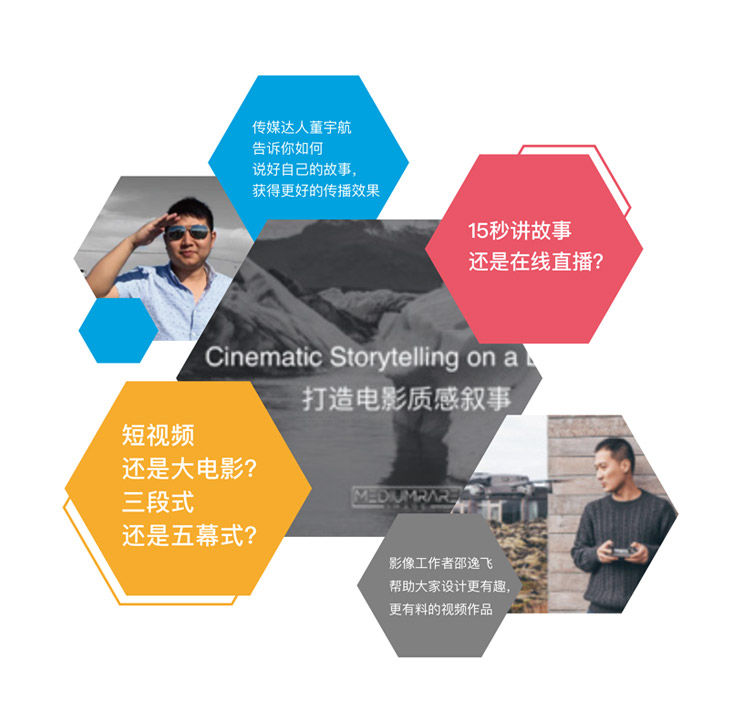 传媒达人董宇航
告诉你如何
说好自己的故事，
获得更好的传播效果
15秒讲故事
还是在线直播?
Cinematic Storytelling on a
打造电影质感叙事
短视频
还是大电影?
三段式
还是五幕式?
MEDIUMRARE
影像工作者邵逸飞
帮助大家设计更有趣，
更有料的视频作品